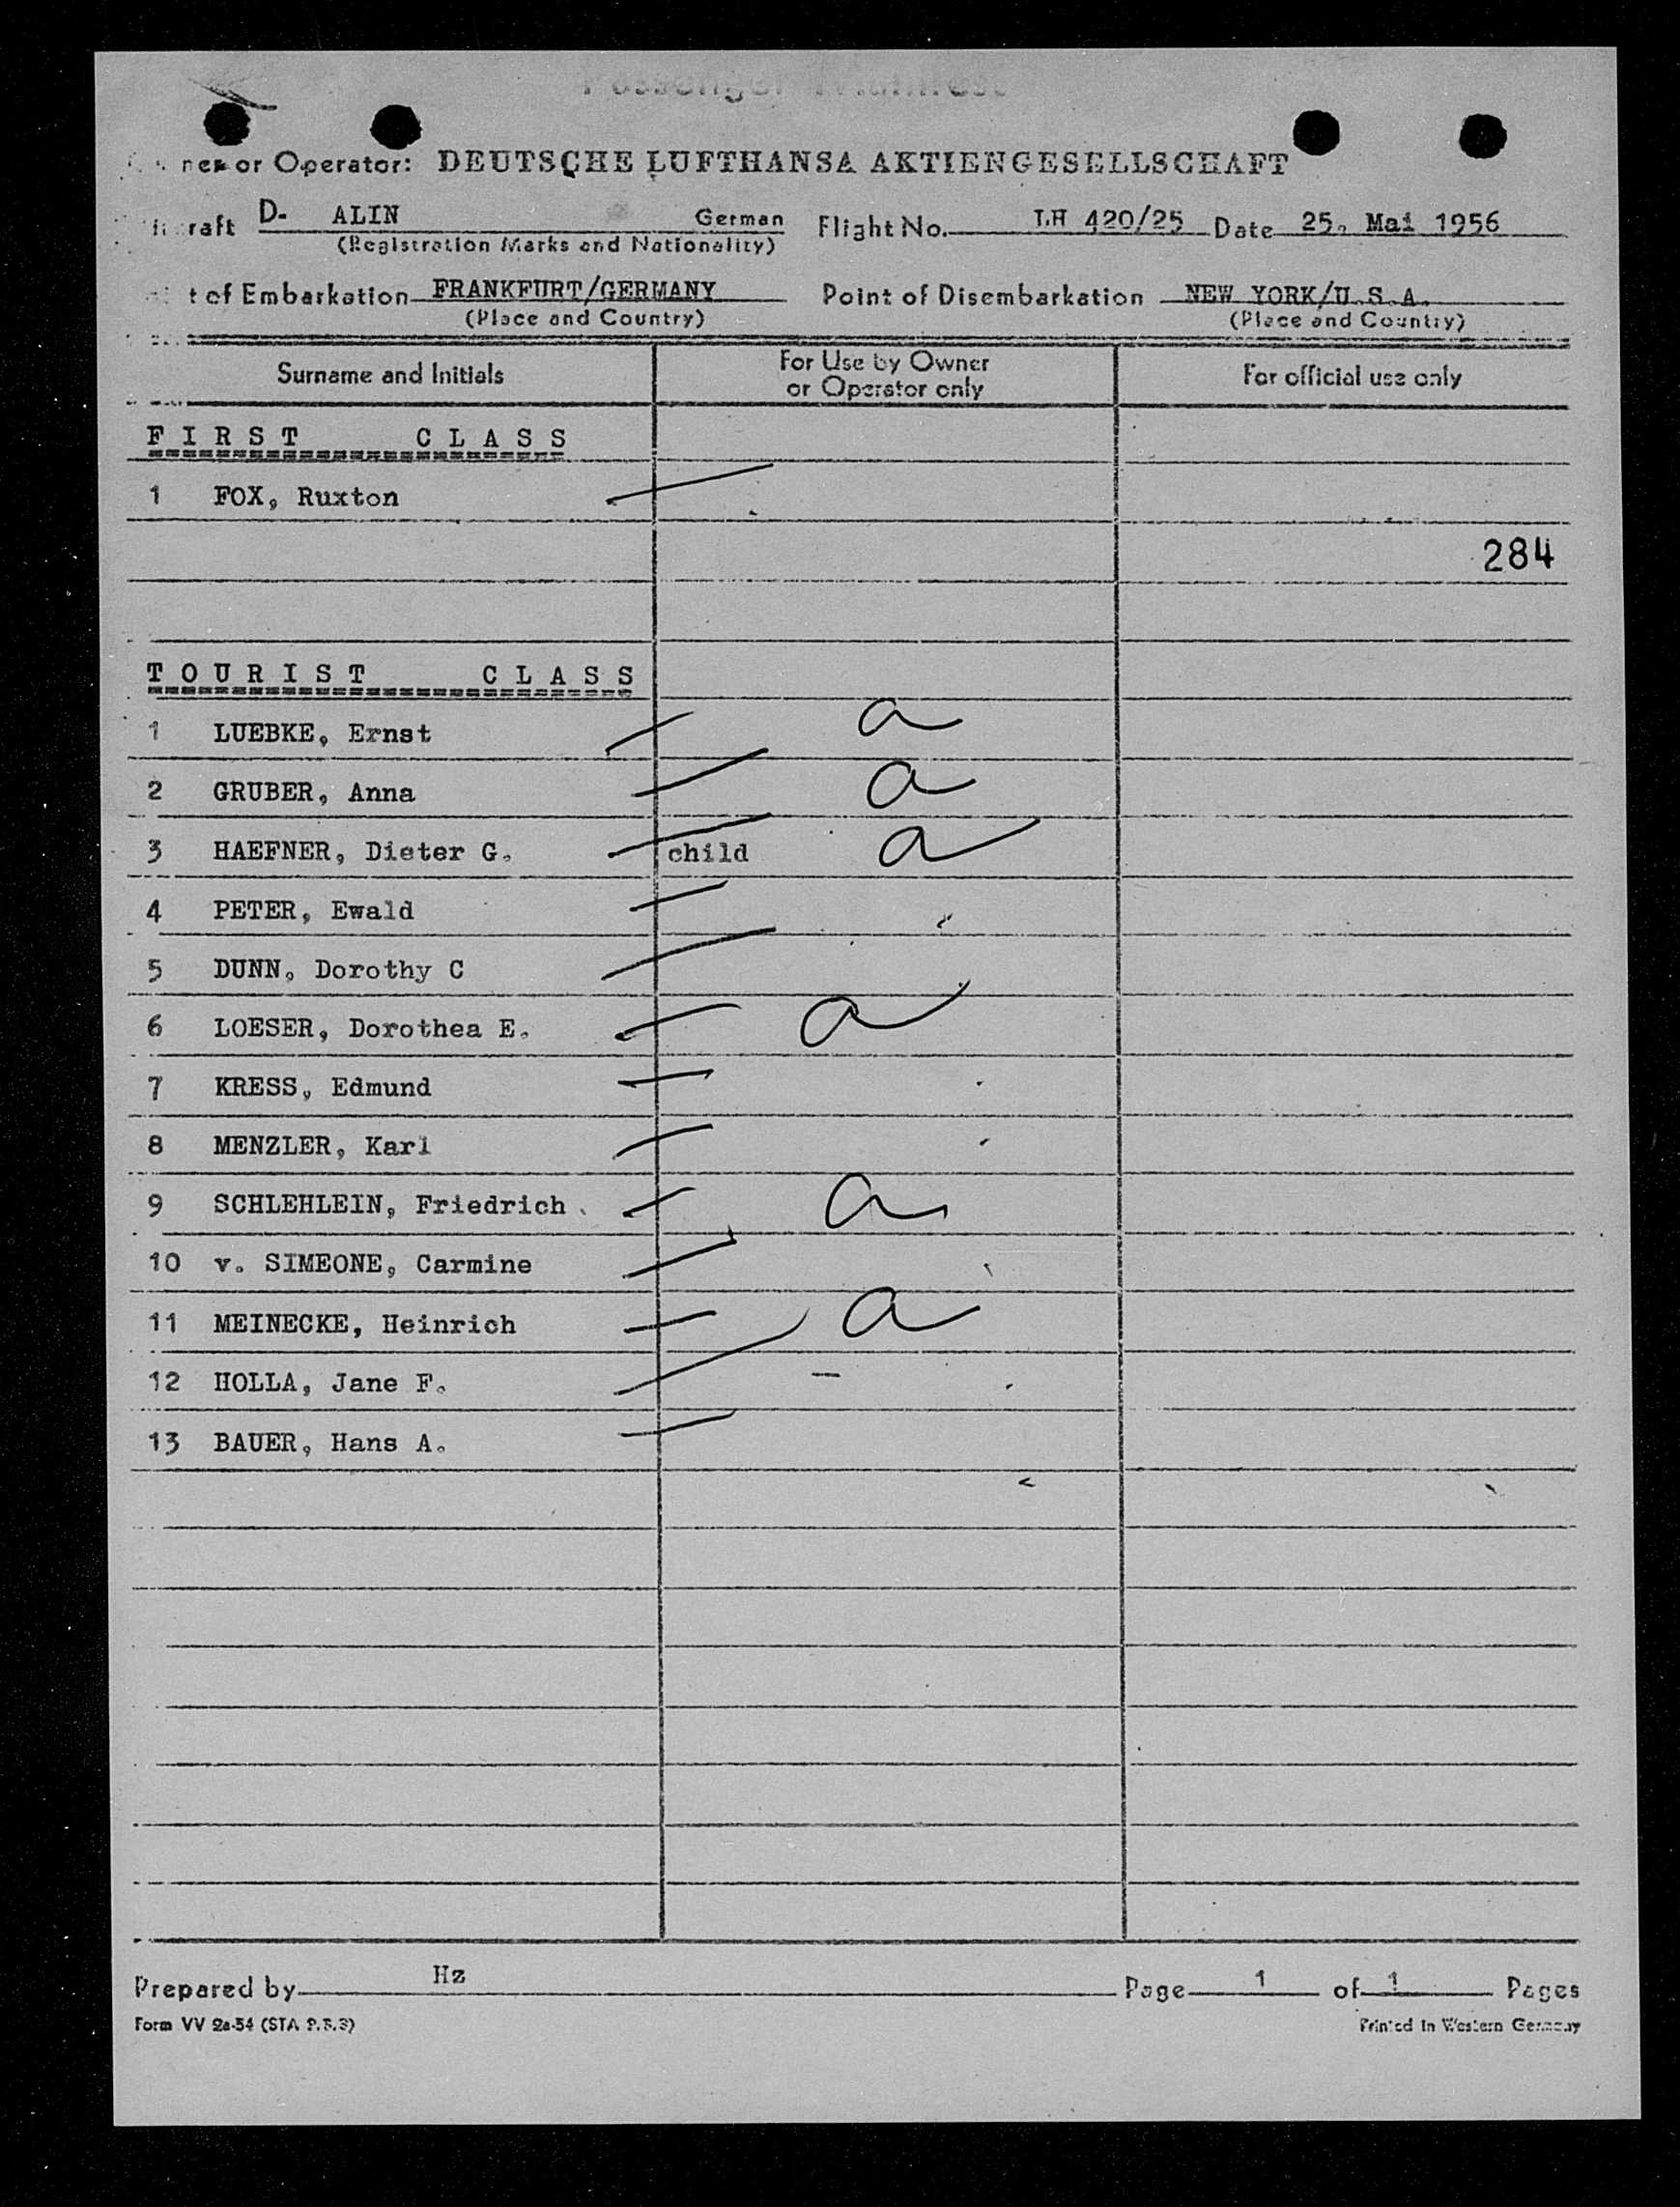 Passenger Manifest
or Operator: DEUTSCHE LUFTHANSA AKTIENGESELLSCHAFT
raft D- ALIN German Flight No. LH 420/25 Date 25. Mai 1956
(Registration Marks and Nationality)
t of Embarkation FRANKFURT/GERMANY Point of Disembarkation NEW YORK/U.S.A.
(Place and Country) (Place and Country)
Surname and Initials For Use by Owner or Operator only For official use only
FIRST CLASS
1 FOX, Ruxton
284
TOURIST CLASS
1 LUEBKE, Ernst a
2 GRUBER, Anna a
3 HAEFNER, Dieter G. child a
4 PETER, Ewald
5 DUNN, Dorothy C
6 LOESER, Dorothea E. a
7 KRESS, Edmund
8 MENZLER, Karl
9 SCHLEHLEIN, Friedrich a
10 v. SIMEONE, Carmine
11 MEINECKE, Heinrich a
12 HOLLA, Jane F. -
13 BAUER, Hans A.
Prepared by Hz Page 1 of 1 Pages
Form VV 2a-54 (STA P.S.3) Printed in Western Germany